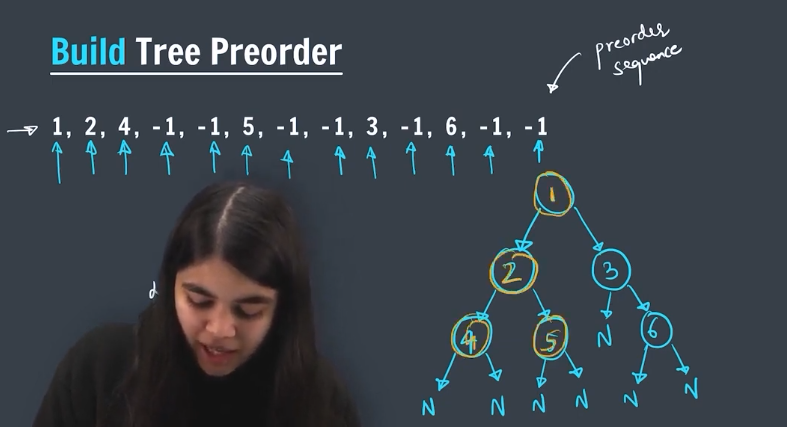 Build Tree Preorder
preorder
sequence
1, 2, 4, -1, -1, 5, -1, -1, 3, -1, 6, -1, -1
1
2
3
4
5
N
6
N
N
N
N
N
N
d